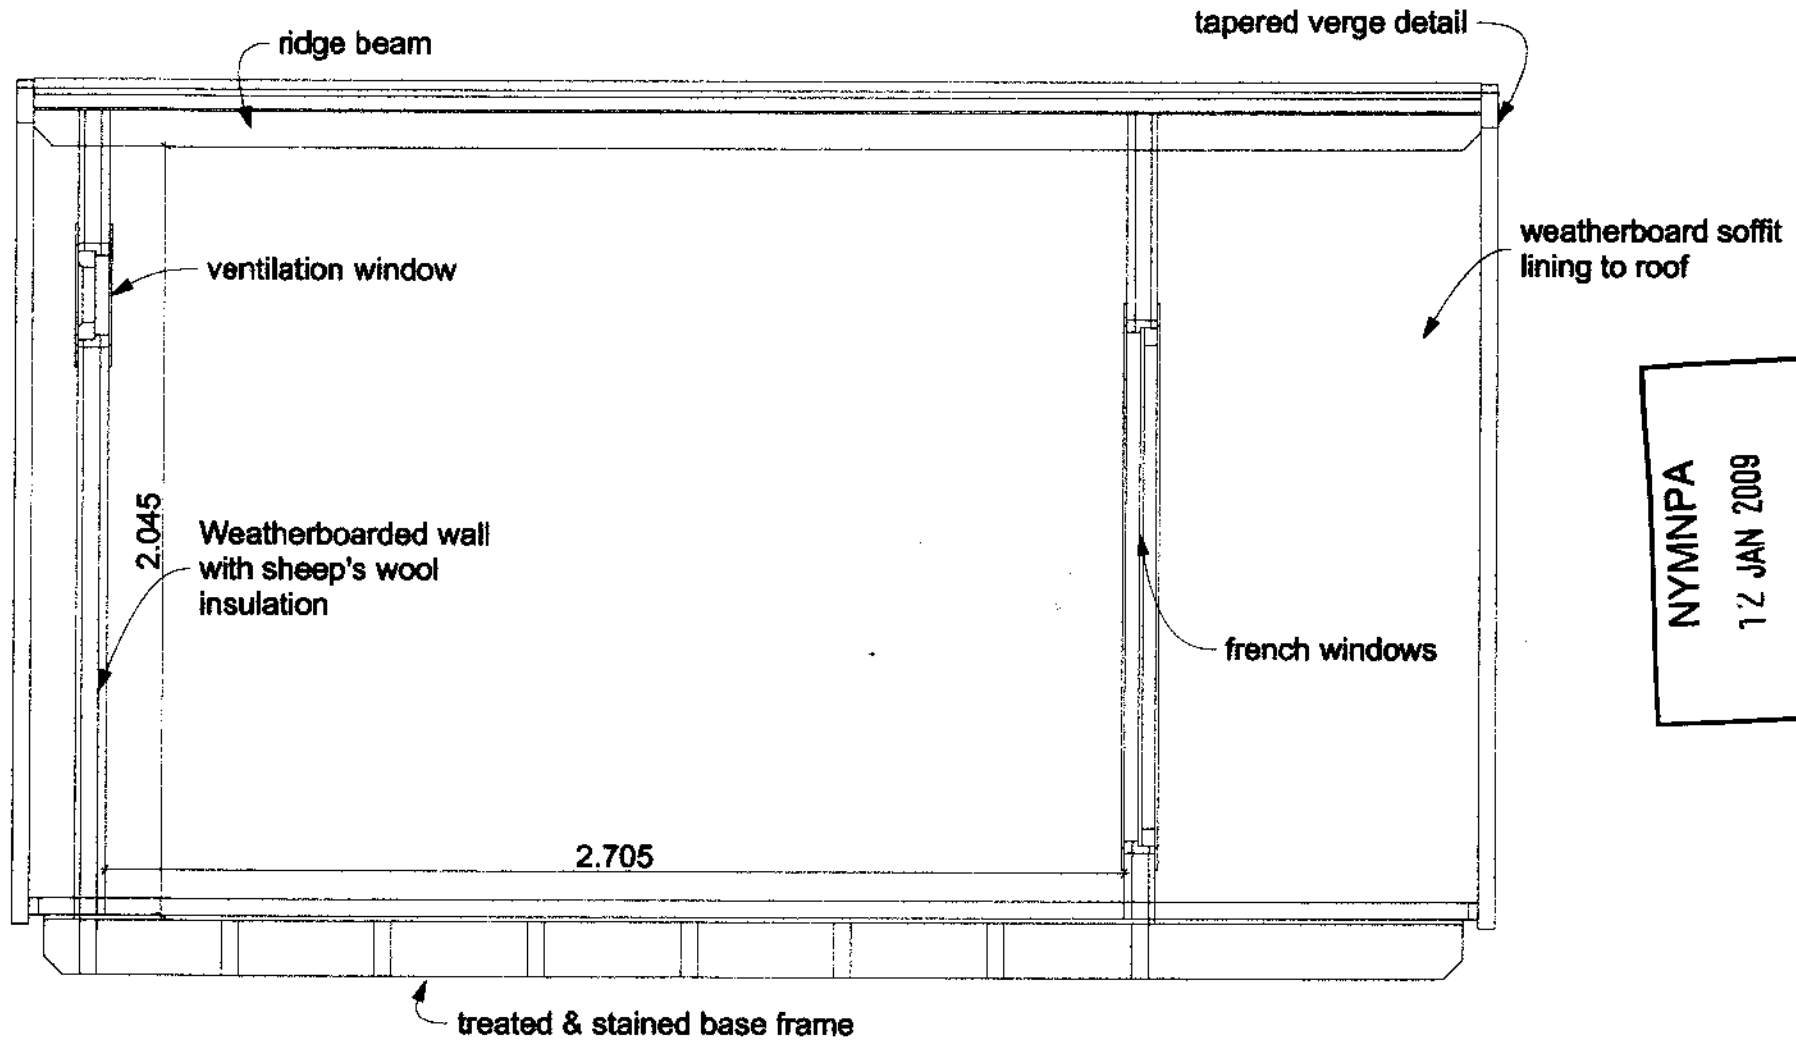 tapered verge detail
ridge beam
weatherboard soffit
lining to roof
ventilation window
2.045
Weatherboarded wall
with sheep's wool
insulation
NYMNPA
12 JAN 2009
french windows
2.705
treated & stained base frame